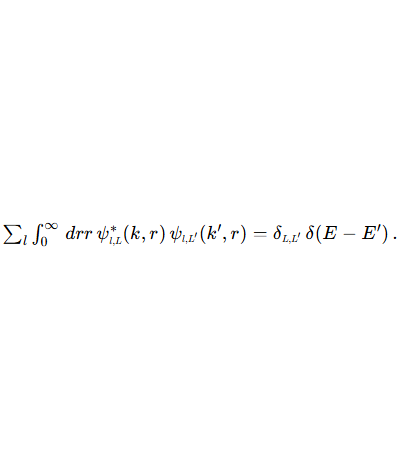 ∑_l ∫_0^∞ drr ψ^*_{l,L}(k, r) ψ_{l,L′}(k′, r) = δ_{L,L′} δ(E − E′) .